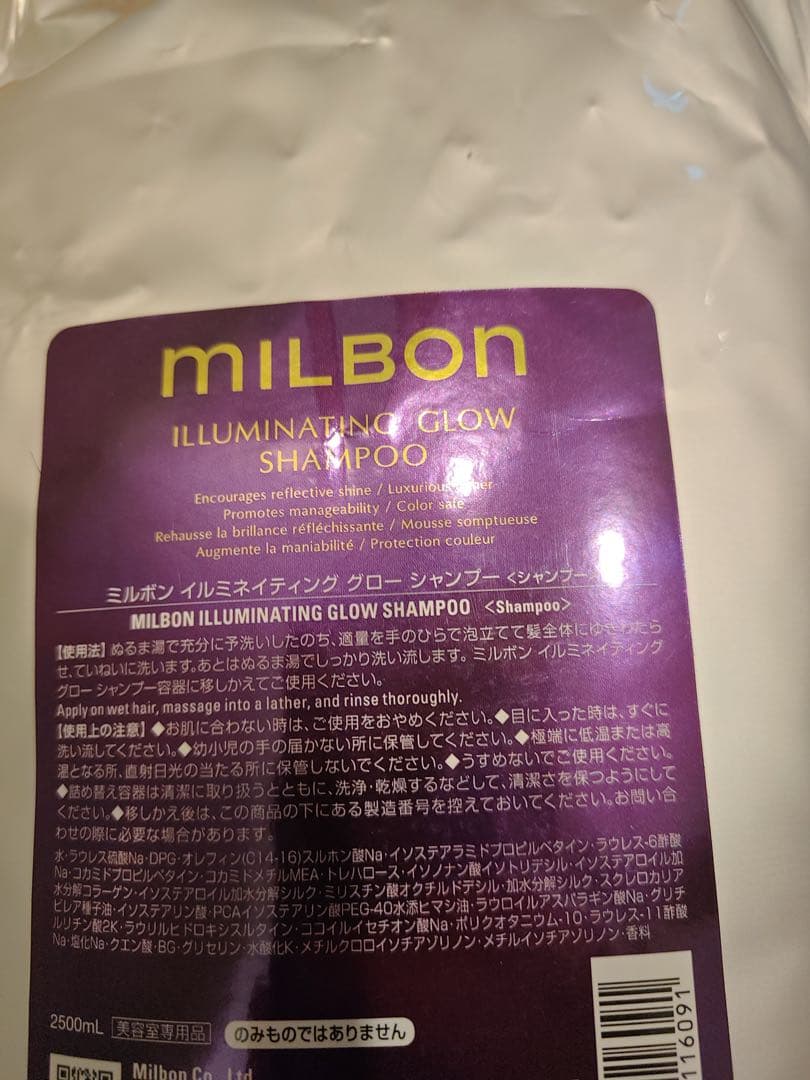 mILBon
ILLUMINATING GLOW
SHAMPOO
Encourages reflective shine / Luxurious
Promotes manageability / Color safe
Rehausse la brillance réfléchissante / Mousse somptueuse
Augmente la maniabilité / Protection couleur
ミルボン イルミネイティング グロー シャンプー <シャンプー
MILBON ILLUMINATING GLOW SHAMPOO <Shampoo>
【使用法】ぬるま湯で充分に予洗いしたのち、適量を手のひらで泡立てて髪全体にゆきわたら
せ、ていねいに洗います。あとはぬるま湯でしっかり洗い流します。ミルボン イルミネイティング
グロー シャンプー容器に移しかえてご使用ください。
Apply on wet hair, massage into a lather, and rinse thoroughly.
【使用上の注意】◆お肌に合わない時は、ご使用をおやめください。◆目に入った時は、すぐに
洗い流してください。◆幼小児の手の届かない所に保管してください。◆極端に低温または高
温となる所、直射日光の当たる所に保管しないでください。◆うすめないでご使用ください。
◆詰め替え容器は清潔に取り扱うとともに、洗浄・乾燥するなどして、清潔さを保つようにして
ください。◆移しかえ後は、この商品の下にある製造番号を控えておいてください。お問い合
わせの際に必要な場合があります。
水・ラウレス硫酸Na・DPG・オレフィン(C14-16)スルホン酸Na・イソステアラミドプロピルベタイン・ラウレス-6酢酸
Na・コカミドプロピルベタイン・コカミドメチルMEA・トレハロース・イソノナン酸イソトリデシル・イソステアロイル加
水分解コラーゲン・イソステアロイル加水分解シルク・ミリスチン酸オクチルドデシル・加水分解シルク・スクレロカリア
ビレア種子油・イソステアリン酸・PCAイソステアリン酸PEG-40水添ヒマシ油・ラウロイルアスパラギン酸Na・グリチ
ルリチン酸2K・ラウリルヒドロキシスルタイン・ココイルイセチオン酸Na・ポリクオタニウム-10・ラウレス-11酢酸
Na・塩化Na・クエン酸・BG・グリセリン・水酸化K・メチルクロロイソチアゾリノン・メチルイソチアゾリノン・香料
2500mL 美容室専用品 のみものではありません
Milbon Co., Ltd.
116091